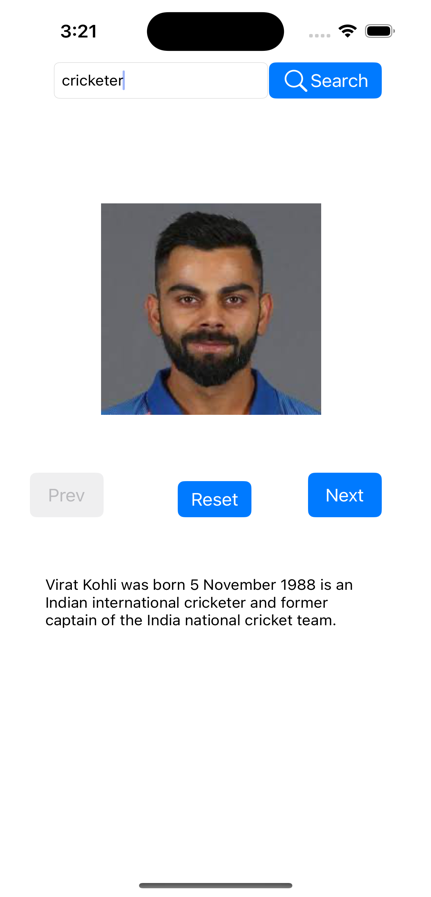 3:21
cricketer
Search
Prev
Reset
Next
Virat Kohli was born 5 November 1988 is an
Indian international cricketer and former
captain of the India national cricket team.